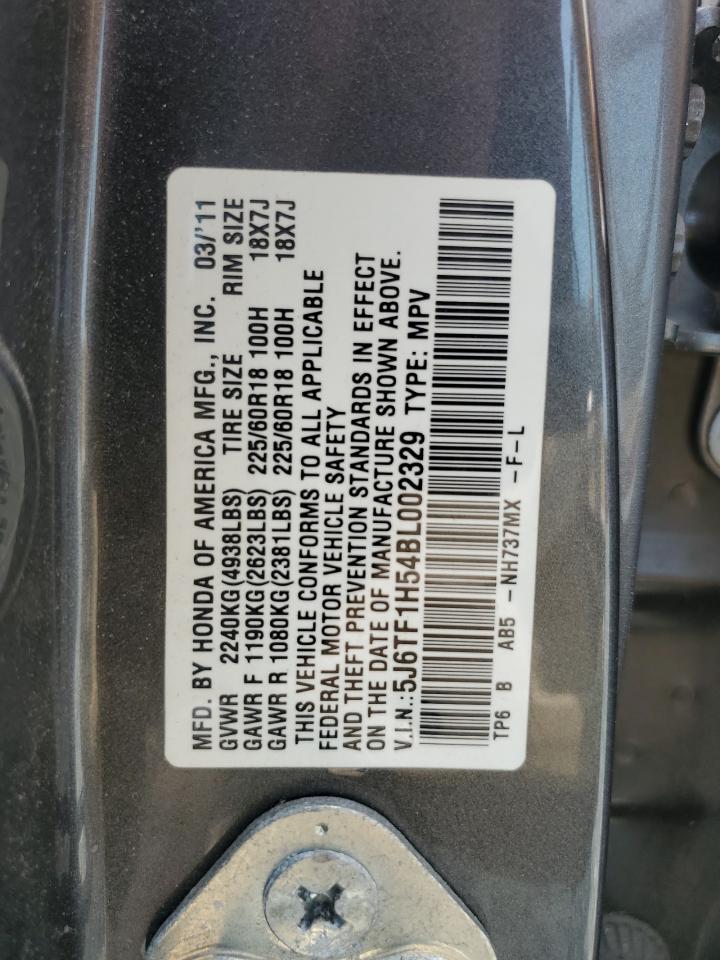 MFD. BY HONDA OF AMERICA MFG., INC. 03/'11
GVWR 2240KG(4938LBS) TIRE SIZE RIM SIZE
GAWR F 1190KG(2623LBS) 225/60R18 100H 18X7J
GAWR R 1080KG(2381LBS) 225/60R18 100H 18X7J
THIS VEHICLE CONFORMS TO ALL APPLICABLE
FEDERAL MOTOR VEHICLE SAFETY
AND THEFT PREVENTION STANDARDS IN EFFECT
ON THE DATE OF MANUFACTURE SHOWN ABOVE.
V.I.N.:5J6TF1H54BL002329 TYPE: MPV
TP6 B AB5 -NH737MX -F-L